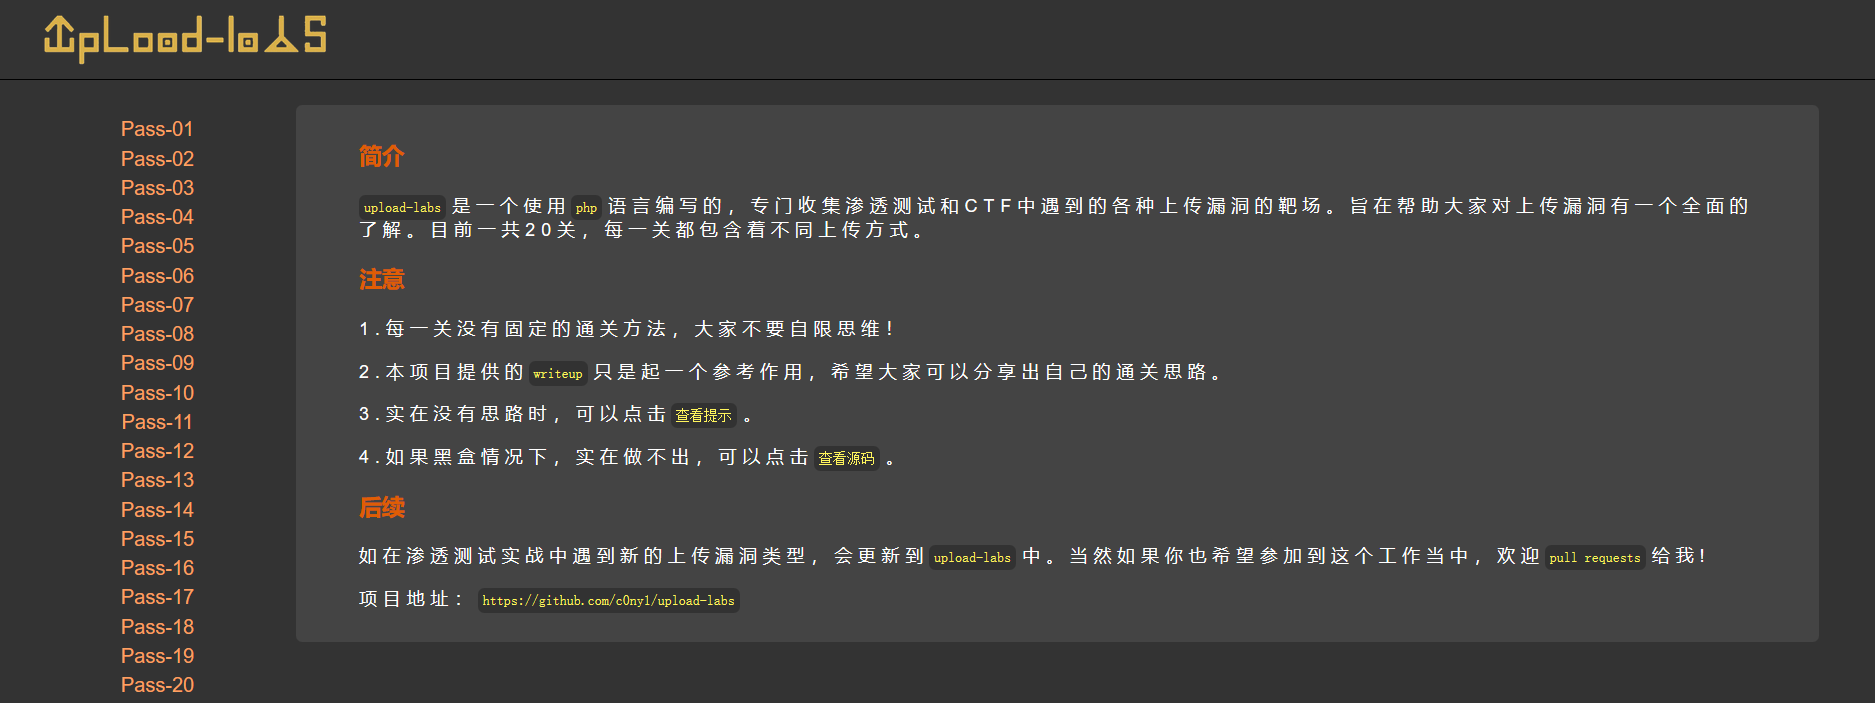 upload-labs
Pass-01
Pass-02
Pass-03
Pass-04
Pass-05
Pass-06
Pass-07
Pass-08
Pass-09
Pass-10
Pass-11
Pass-12
Pass-13
Pass-14
Pass-15
Pass-16
Pass-17
Pass-18
Pass-19
Pass-20
简介
upload-labs 是一个使用 php 语言编写的，专门收集渗透测试和CTF中遇到的各种上传漏洞的靶场。旨在帮助大家对上传漏洞有一个全面的
了解。目前一共20关，每一关都包含着不同上传方式。
注意
1.每一关没有固定的通关方法，大家不要自限思维！
2.本项目提供的 writeup 只是起一个参考作用，希望大家可以分享出自己的通关思路。
3.实在没有思路时，可以点击 查看提示 。
4.如果黑盒情况下，实在做不出，可以点击 查看源码 。
后续
如在渗透测试实战中遇到新的上传漏洞类型，会更新到 upload-labs 中。当然如果你也希望参加到这个工作当中，欢迎 pull requests 给我！
项目地址：https://github.com/c0ny1/upload-labs